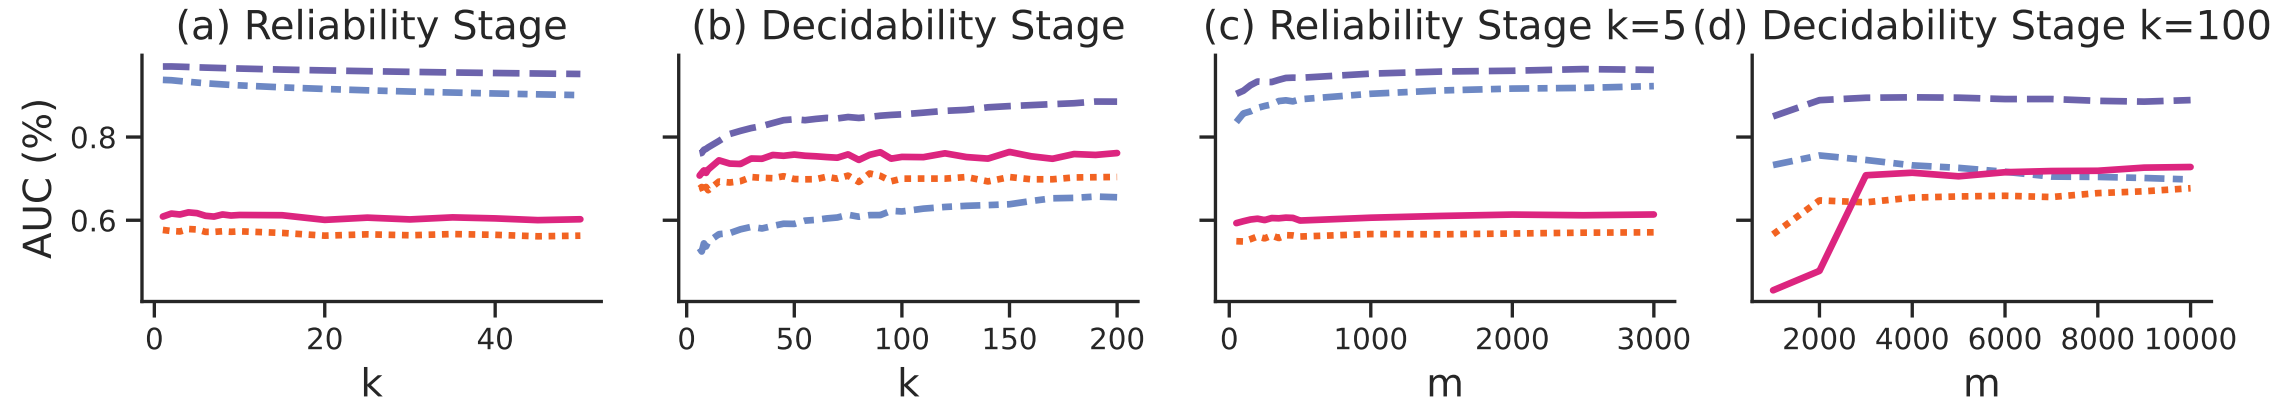 (a) Reliability Stage
(b) Decidability Stage
(c) Reliability Stage k=5
(d) Decidability Stage k=100
AUC (%)
0.8
0.6
0 20 40
0 50 100 150 200
0 1000 2000 3000
2000 4000 6000 8000 10000
k
k
m
m